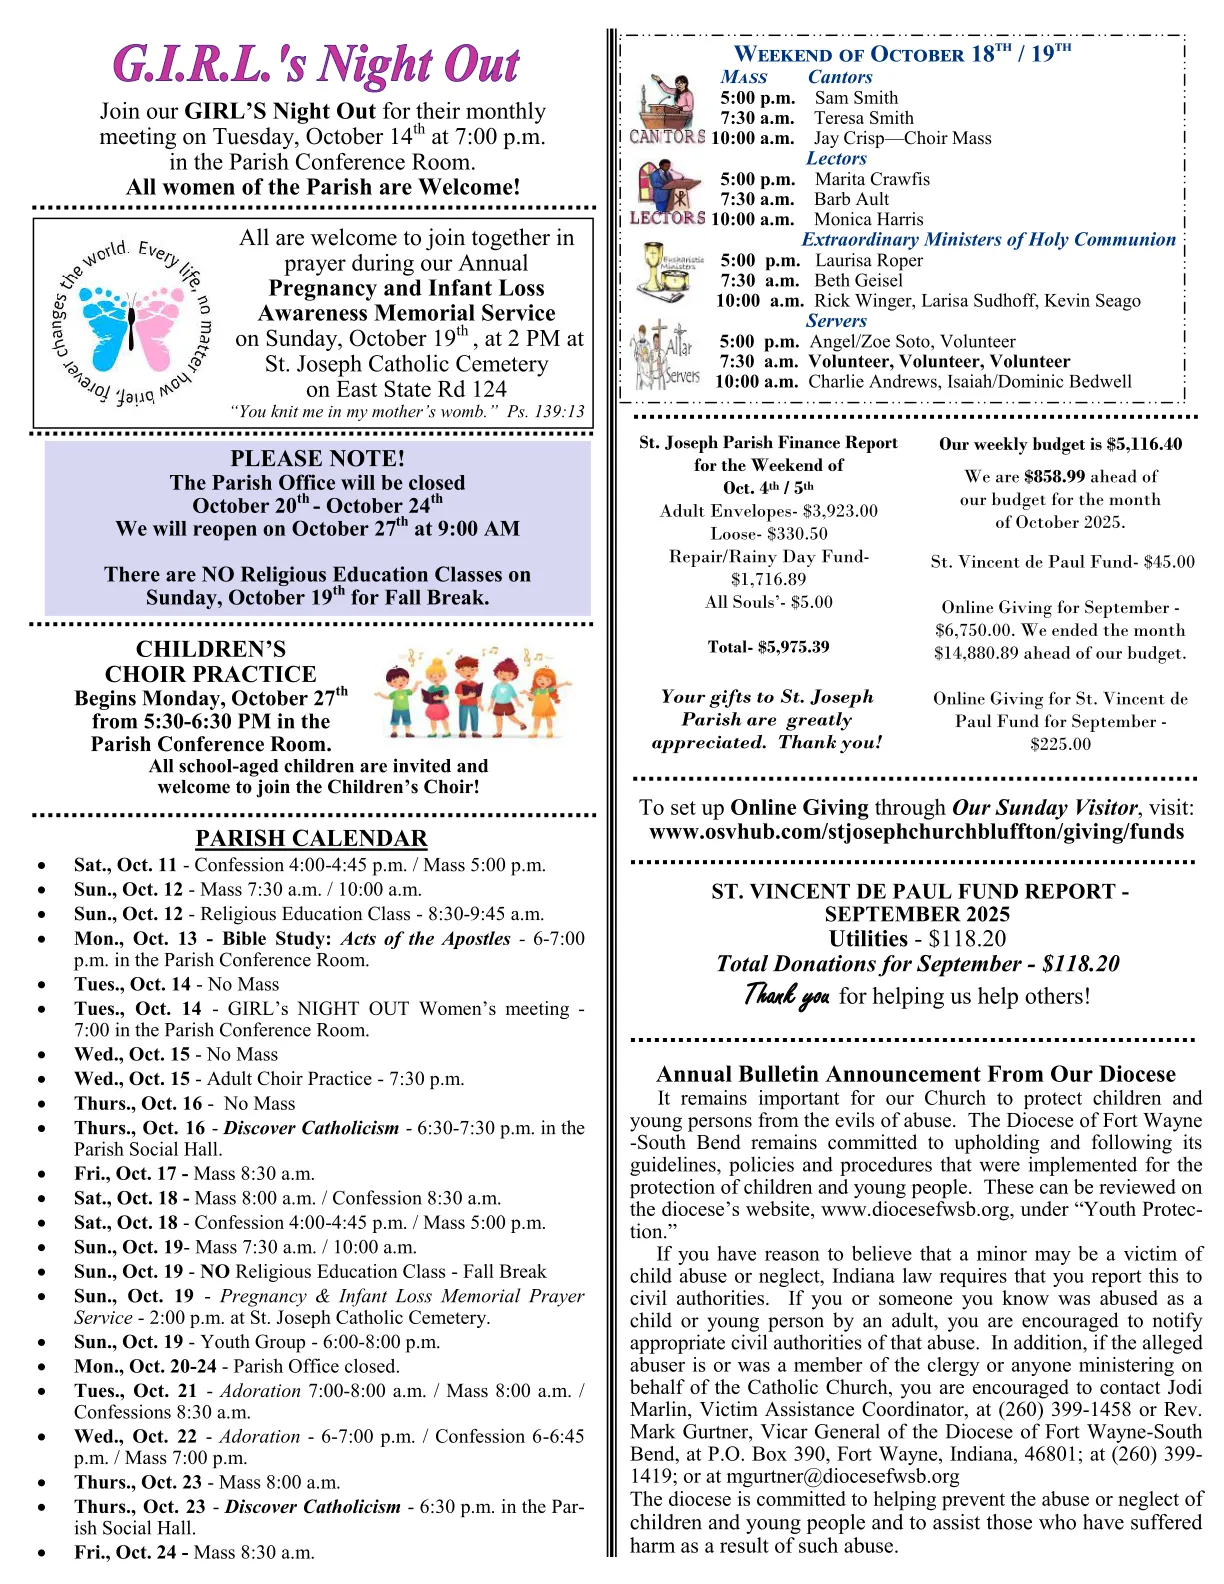 G.I.R.L.'s Night Out
Join our GIRL’S Night Out for their monthly
meeting on Tuesday, October 14th at 7:00 p.m.
in the Parish Conference Room.
All women of the Parish are Welcome!
Every life, no matter how brief, forever changes the world.
All are welcome to join together in
prayer during our Annual
Pregnancy and Infant Loss
Awareness Memorial Service
on Sunday, October 19th , at 2 PM at
St. Joseph Catholic Cemetery
on East State Rd 124
“You knit me in my mother’s womb.” Ps. 139:13
PLEASE NOTE!
The Parish Office will be closed
October 20th - October 24th
We will reopen on October 27th at 9:00 AM
There are NO Religious Education Classes on
Sunday, October 19th for Fall Break.
CHILDREN’S
CHOIR PRACTICE
Begins Monday, October 27th
from 5:30-6:30 PM in the
Parish Conference Room.
All school-aged children are invited and
welcome to join the Children’s Choir!
PARISH CALENDAR
• Sat., Oct. 11 - Confession 4:00-4:45 p.m. / Mass 5:00 p.m.
• Sun., Oct. 12 - Mass 7:30 a.m. / 10:00 a.m.
• Sun., Oct. 12 - Religious Education Class - 8:30-9:45 a.m.
• Mon., Oct. 13 - Bible Study: Acts of the Apostles - 6-7:00
p.m. in the Parish Conference Room.
• Tues., Oct. 14 - No Mass
• Tues., Oct. 14 - GIRL’s NIGHT OUT Women’s meeting -
7:00 in the Parish Conference Room.
• Wed., Oct. 15 - No Mass
• Wed., Oct. 15 - Adult Choir Practice - 7:30 p.m.
• Thurs., Oct. 16 - No Mass
• Thurs., Oct. 16 - Discover Catholicism - 6:30-7:30 p.m. in the
Parish Social Hall.
• Fri., Oct. 17 - Mass 8:30 a.m.
• Sat., Oct. 18 - Mass 8:00 a.m. / Confession 8:30 a.m.
• Sat., Oct. 18 - Confession 4:00-4:45 p.m. / Mass 5:00 p.m.
• Sun., Oct. 19- Mass 7:30 a.m. / 10:00 a.m.
• Sun., Oct. 19 - NO Religious Education Class - Fall Break
• Sun., Oct. 19 - Pregnancy & Infant Loss Memorial Prayer
Service - 2:00 p.m. at St. Joseph Catholic Cemetery.
• Sun., Oct. 19 - Youth Group - 6:00-8:00 p.m.
• Mon., Oct. 20-24 - Parish Office closed.
• Tues., Oct. 21 - Adoration 7:00-8:00 a.m. / Mass 8:00 a.m. /
Confessions 8:30 a.m.
• Wed., Oct. 22 - Adoration - 6-7:00 p.m. / Confession 6-6:45
p.m. / Mass 7:00 p.m.
• Thurs., Oct. 23 - Mass 8:00 a.m.
• Thurs., Oct. 23 - Discover Catholicism - 6:30 p.m. in the Par-
ish Social Hall.
• Fri., Oct. 24 - Mass 8:30 a.m.
WEEKEND OF OCTOBER 18TH / 19TH
MASS Cantors
5:00 p.m. Sam Smith
7:30 a.m. Teresa Smith
CANTORS 10:00 a.m. Jay Crisp—Choir Mass
Lectors
5:00 p.m. Marita Crawfis
7:30 a.m. Barb Ault
LECTORS 10:00 a.m. Monica Harris
Extraordinary Ministers of Holy Communion
Eucharistic
Ministers
5:00 p.m. Laurisa Roper
7:30 a.m. Beth Geisel
10:00 a.m. Rick Winger, Larisa Sudhoff, Kevin Seago
Servers
Altar
Servers
5:00 p.m. Angel/Zoe Soto, Volunteer
7:30 a.m. Volunteer, Volunteer, Volunteer
10:00 a.m. Charlie Andrews, Isaiah/Dominic Bedwell
St. Joseph Parish Finance Report
for the Weekend of
Oct. 4th / 5th
Adult Envelopes- $3,923.00
Loose- $330.50
Repair/Rainy Day Fund-
$1,716.89
All Souls’- $5.00
Total- $5,975.39
Your gifts to St. Joseph
Parish are greatly
appreciated. Thank you!
Our weekly budget is $5,116.40
We are $858.99 ahead of
our budget for the month
of October 2025.
St. Vincent de Paul Fund- $45.00
Online Giving for September -
$6,750.00. We ended the month
$14,880.89 ahead of our budget.
Online Giving for St. Vincent de
Paul Fund for September -
$225.00
To set up Online Giving through Our Sunday Visitor, visit:
www.osvhub.com/stjosephchurchbluffton/giving/funds
ST. VINCENT DE PAUL FUND REPORT -
SEPTEMBER 2025
Utilities - $118.20
Total Donations for September - $118.20
Thank you for helping us help others!
Annual Bulletin Announcement From Our Diocese
It remains important for our Church to protect children and
young persons from the evils of abuse. The Diocese of Fort Wayne
-South Bend remains committed to upholding and following its
guidelines, policies and procedures that were implemented for the
protection of children and young people. These can be reviewed on
the diocese’s website, www.diocesefwsb.org, under “Youth Protec-
tion.”
If you have reason to believe that a minor may be a victim of
child abuse or neglect, Indiana law requires that you report this to
civil authorities. If you or someone you know was abused as a
child or young person by an adult, you are encouraged to notify
appropriate civil authorities of that abuse. In addition, if the alleged
abuser is or was a member of the clergy or anyone ministering on
behalf of the Catholic Church, you are encouraged to contact Jodi
Marlin, Victim Assistance Coordinator, at (260) 399-1458 or Rev.
Mark Gurtner, Vicar General of the Diocese of Fort Wayne-South
Bend, at P.O. Box 390, Fort Wayne, Indiana, 46801; at (260) 399-
1419; or at mgurtner@diocesefwsb.org
The diocese is committed to helping prevent the abuse or neglect of
children and young people and to assist those who have suffered
harm as a result of such abuse.